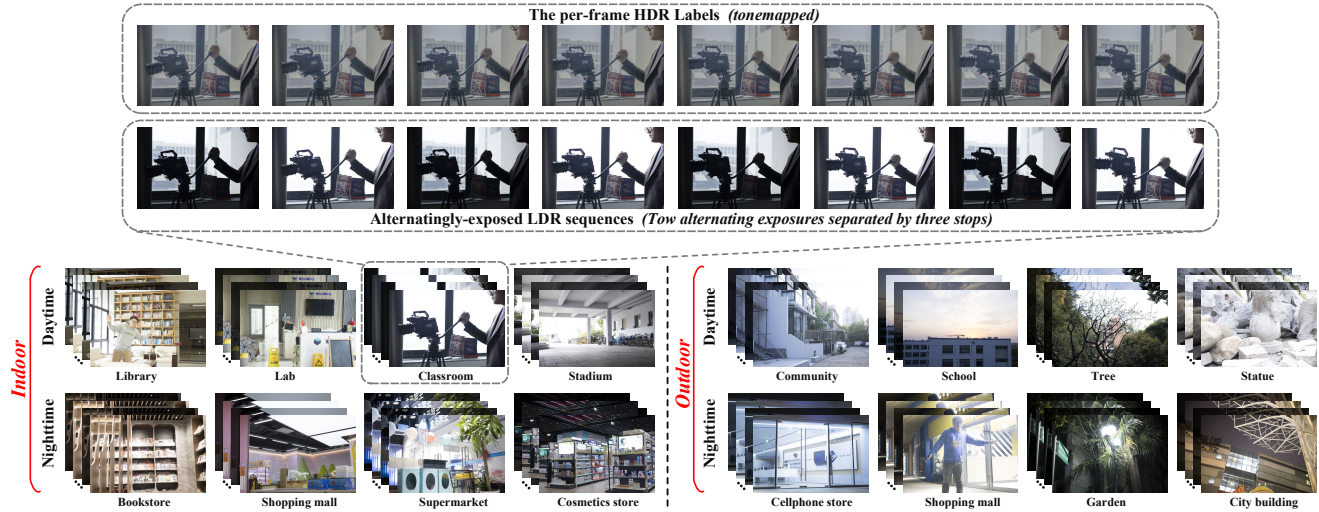 The per-frame HDR Labels (tonemapped)
Alternatingly-exposed LDR sequences (Tow alternating exposures separated by three stops)
Indoor
Daytime
Library
Lab
Classroom
Stadium
Nighttime
Bookstore
Shopping mall
Supermarket
Cosmetics store
Outdoor
Daytime
Community
School
Tree
Statue
Nighttime
Cellphone store
Shopping mall
Garden
City building